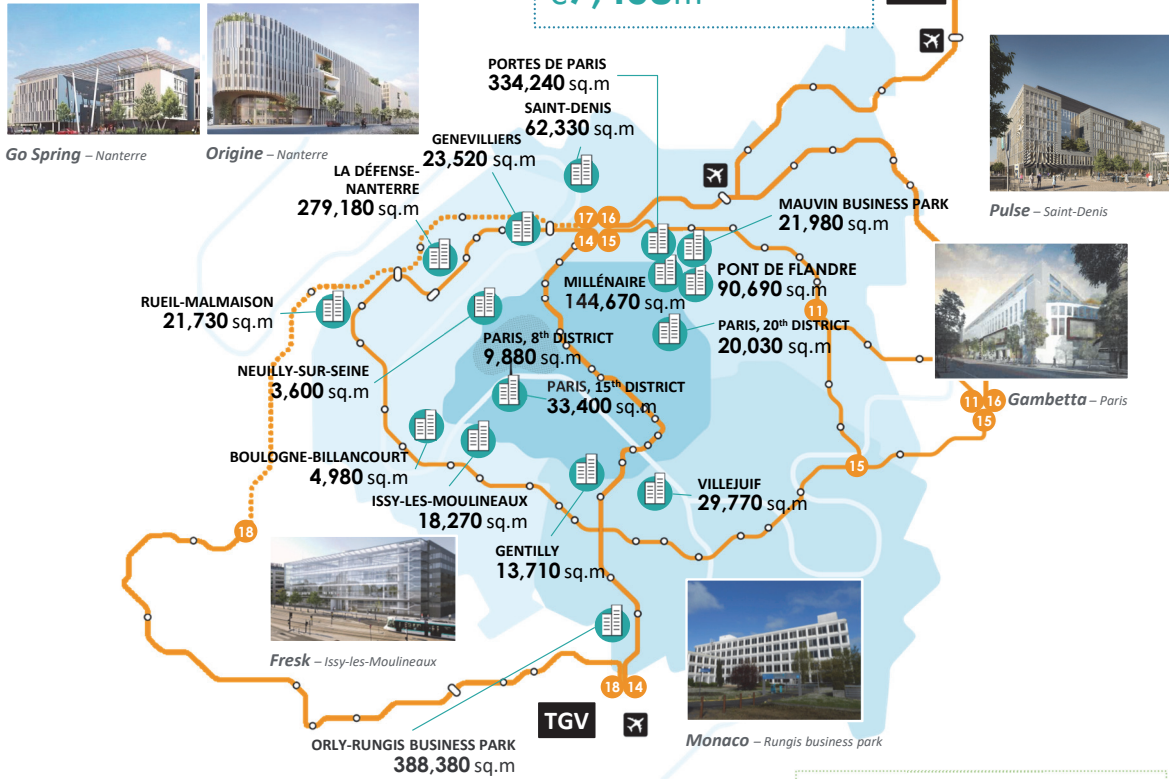 PORTES DE PARIS
334,240 sq.m
SAINT-DENIS
62,330 sq.m
GENEVILLIERS
23,520 sq.m
LA DÉFENSE-
NANTERRE
279,180 sq.m
Go Spring – Nanterre
Origine – Nanterre
Pulse – Saint-Denis
MAUVIN BUSINESS PARK
21,980 sq.m
17 16
14 15
MILLÉNAIRE
144,670 sq.m
PONT DE FLANDRE
90,690 sq.m
11
RUEIL-MALMAISON
21,730 sq.m
PARIS, 8th DISTRICT
9,880 sq.m
PARIS, 20th DISTRICT
20,030 sq.m
NEUILLY-SUR-SEINE
3,600 sq.m
PARIS, 15th DISTRICT
33,400 sq.m
11 16
15
Gambetta – Paris
BOULOGNE-BILLANCOURT
4,980 sq.m
15
ISSY-LES-MOULINEAUX
18,270 sq.m
VILLEJUIF
29,770 sq.m
18
GENTILLY
13,710 sq.m
Fresk – Issy-les-Moulineaux
18 14
TGV
Monaco – Rungis business park
ORLY-RUNGIS BUSINESS PARK
388,380 sq.m